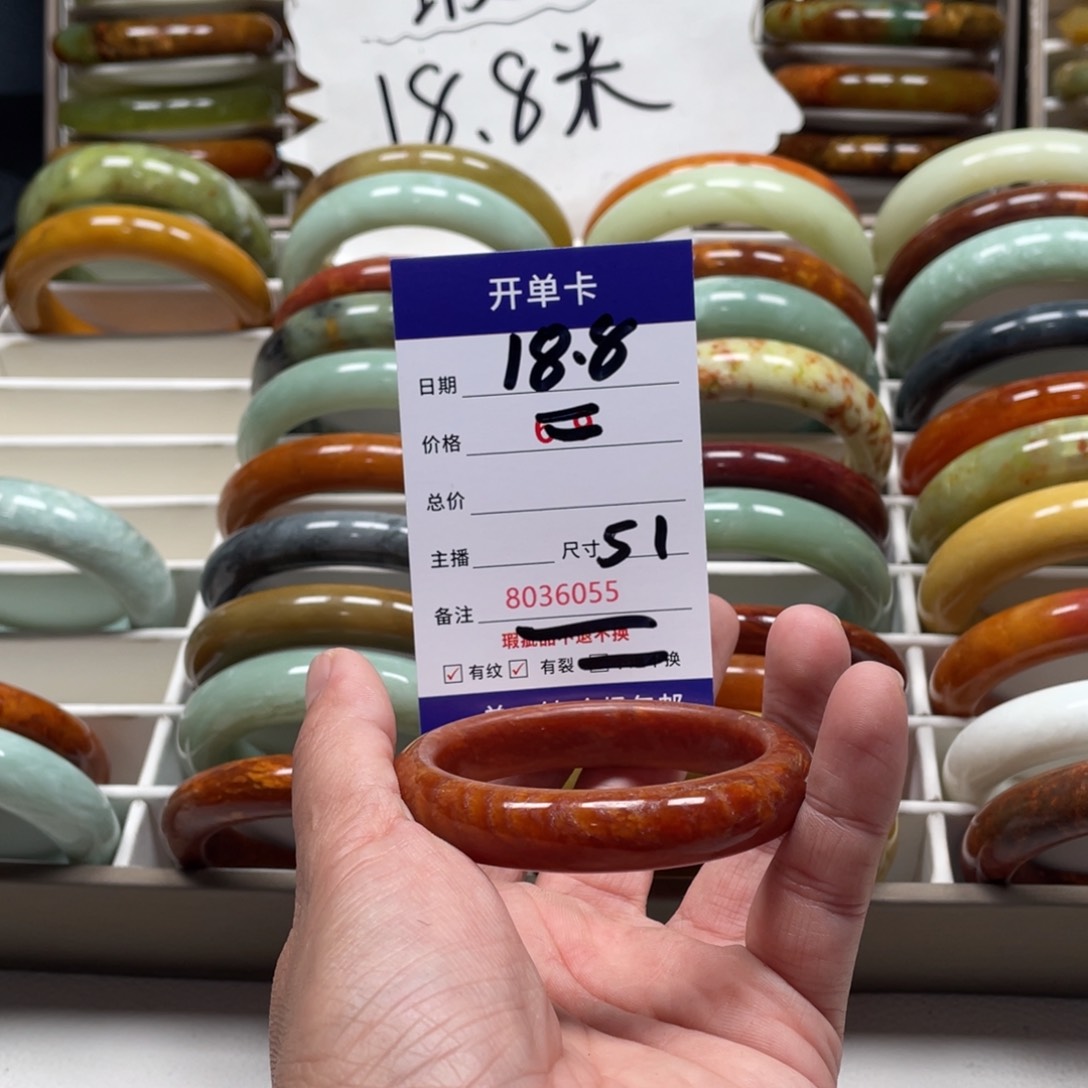 18.8米
开单卡
日期 18.8
价格
总价
主播 尺寸 51
备注 8036055
瑕疵品不退不换
有纹 有裂 换